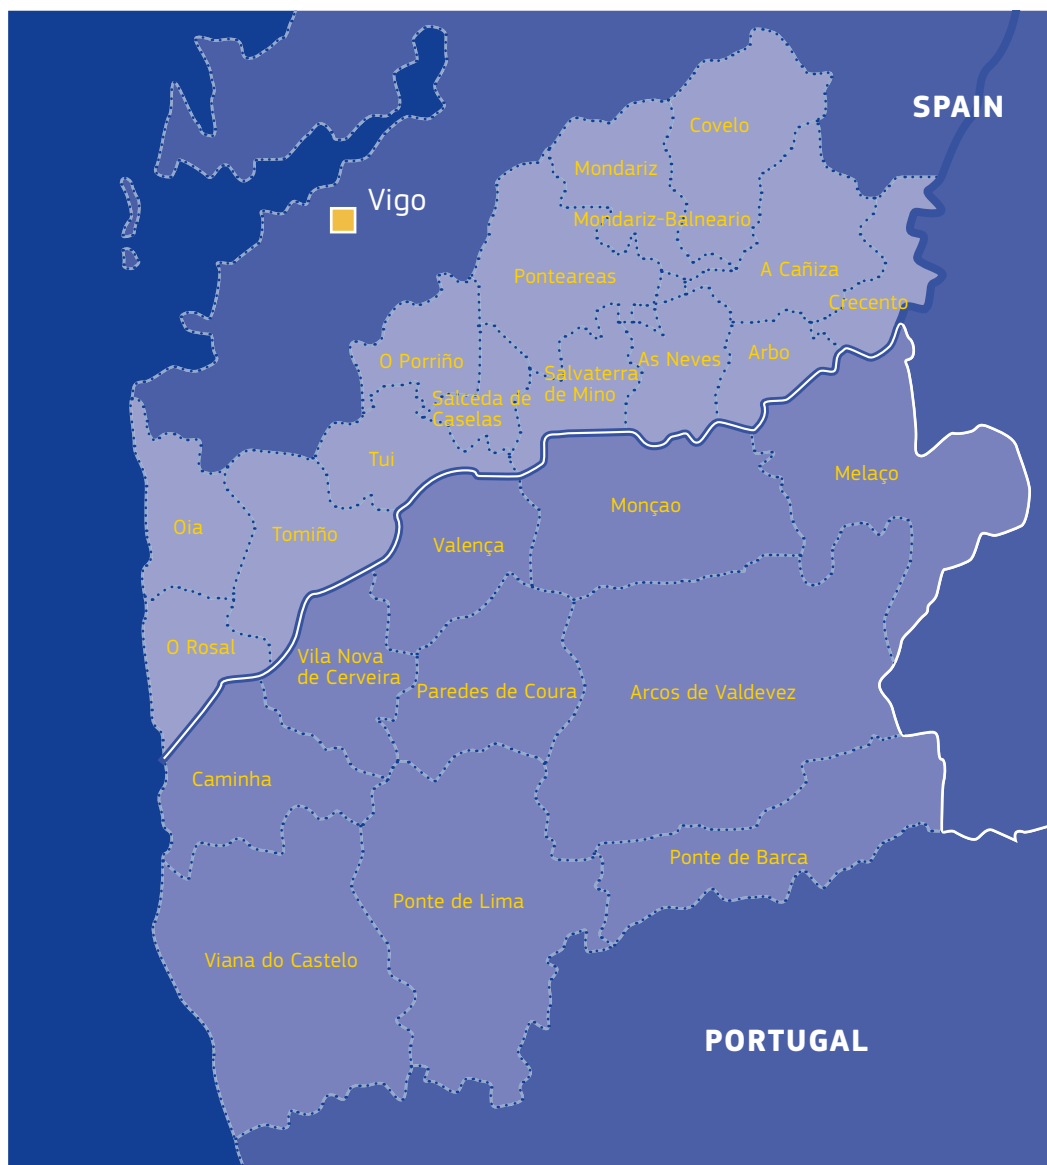 SPAIN
Covelo
Mondariz
Vigo
Mondariz-Balneario
A Cañiza
Ponteareas
Crecento
O Porriño
As Neves
Arbo
Salvaterra
de Mino
Salceda de
Caselas
Tui
Melaço
Monçao
Oia
Tomiño
Valença
O Rosal
Vila Nova
de Cerveira
Paredes de Coura
Arcos de Valdevez
Caminha
Ponte de Barca
Ponte de Lima
Viana do Castelo
PORTUGAL